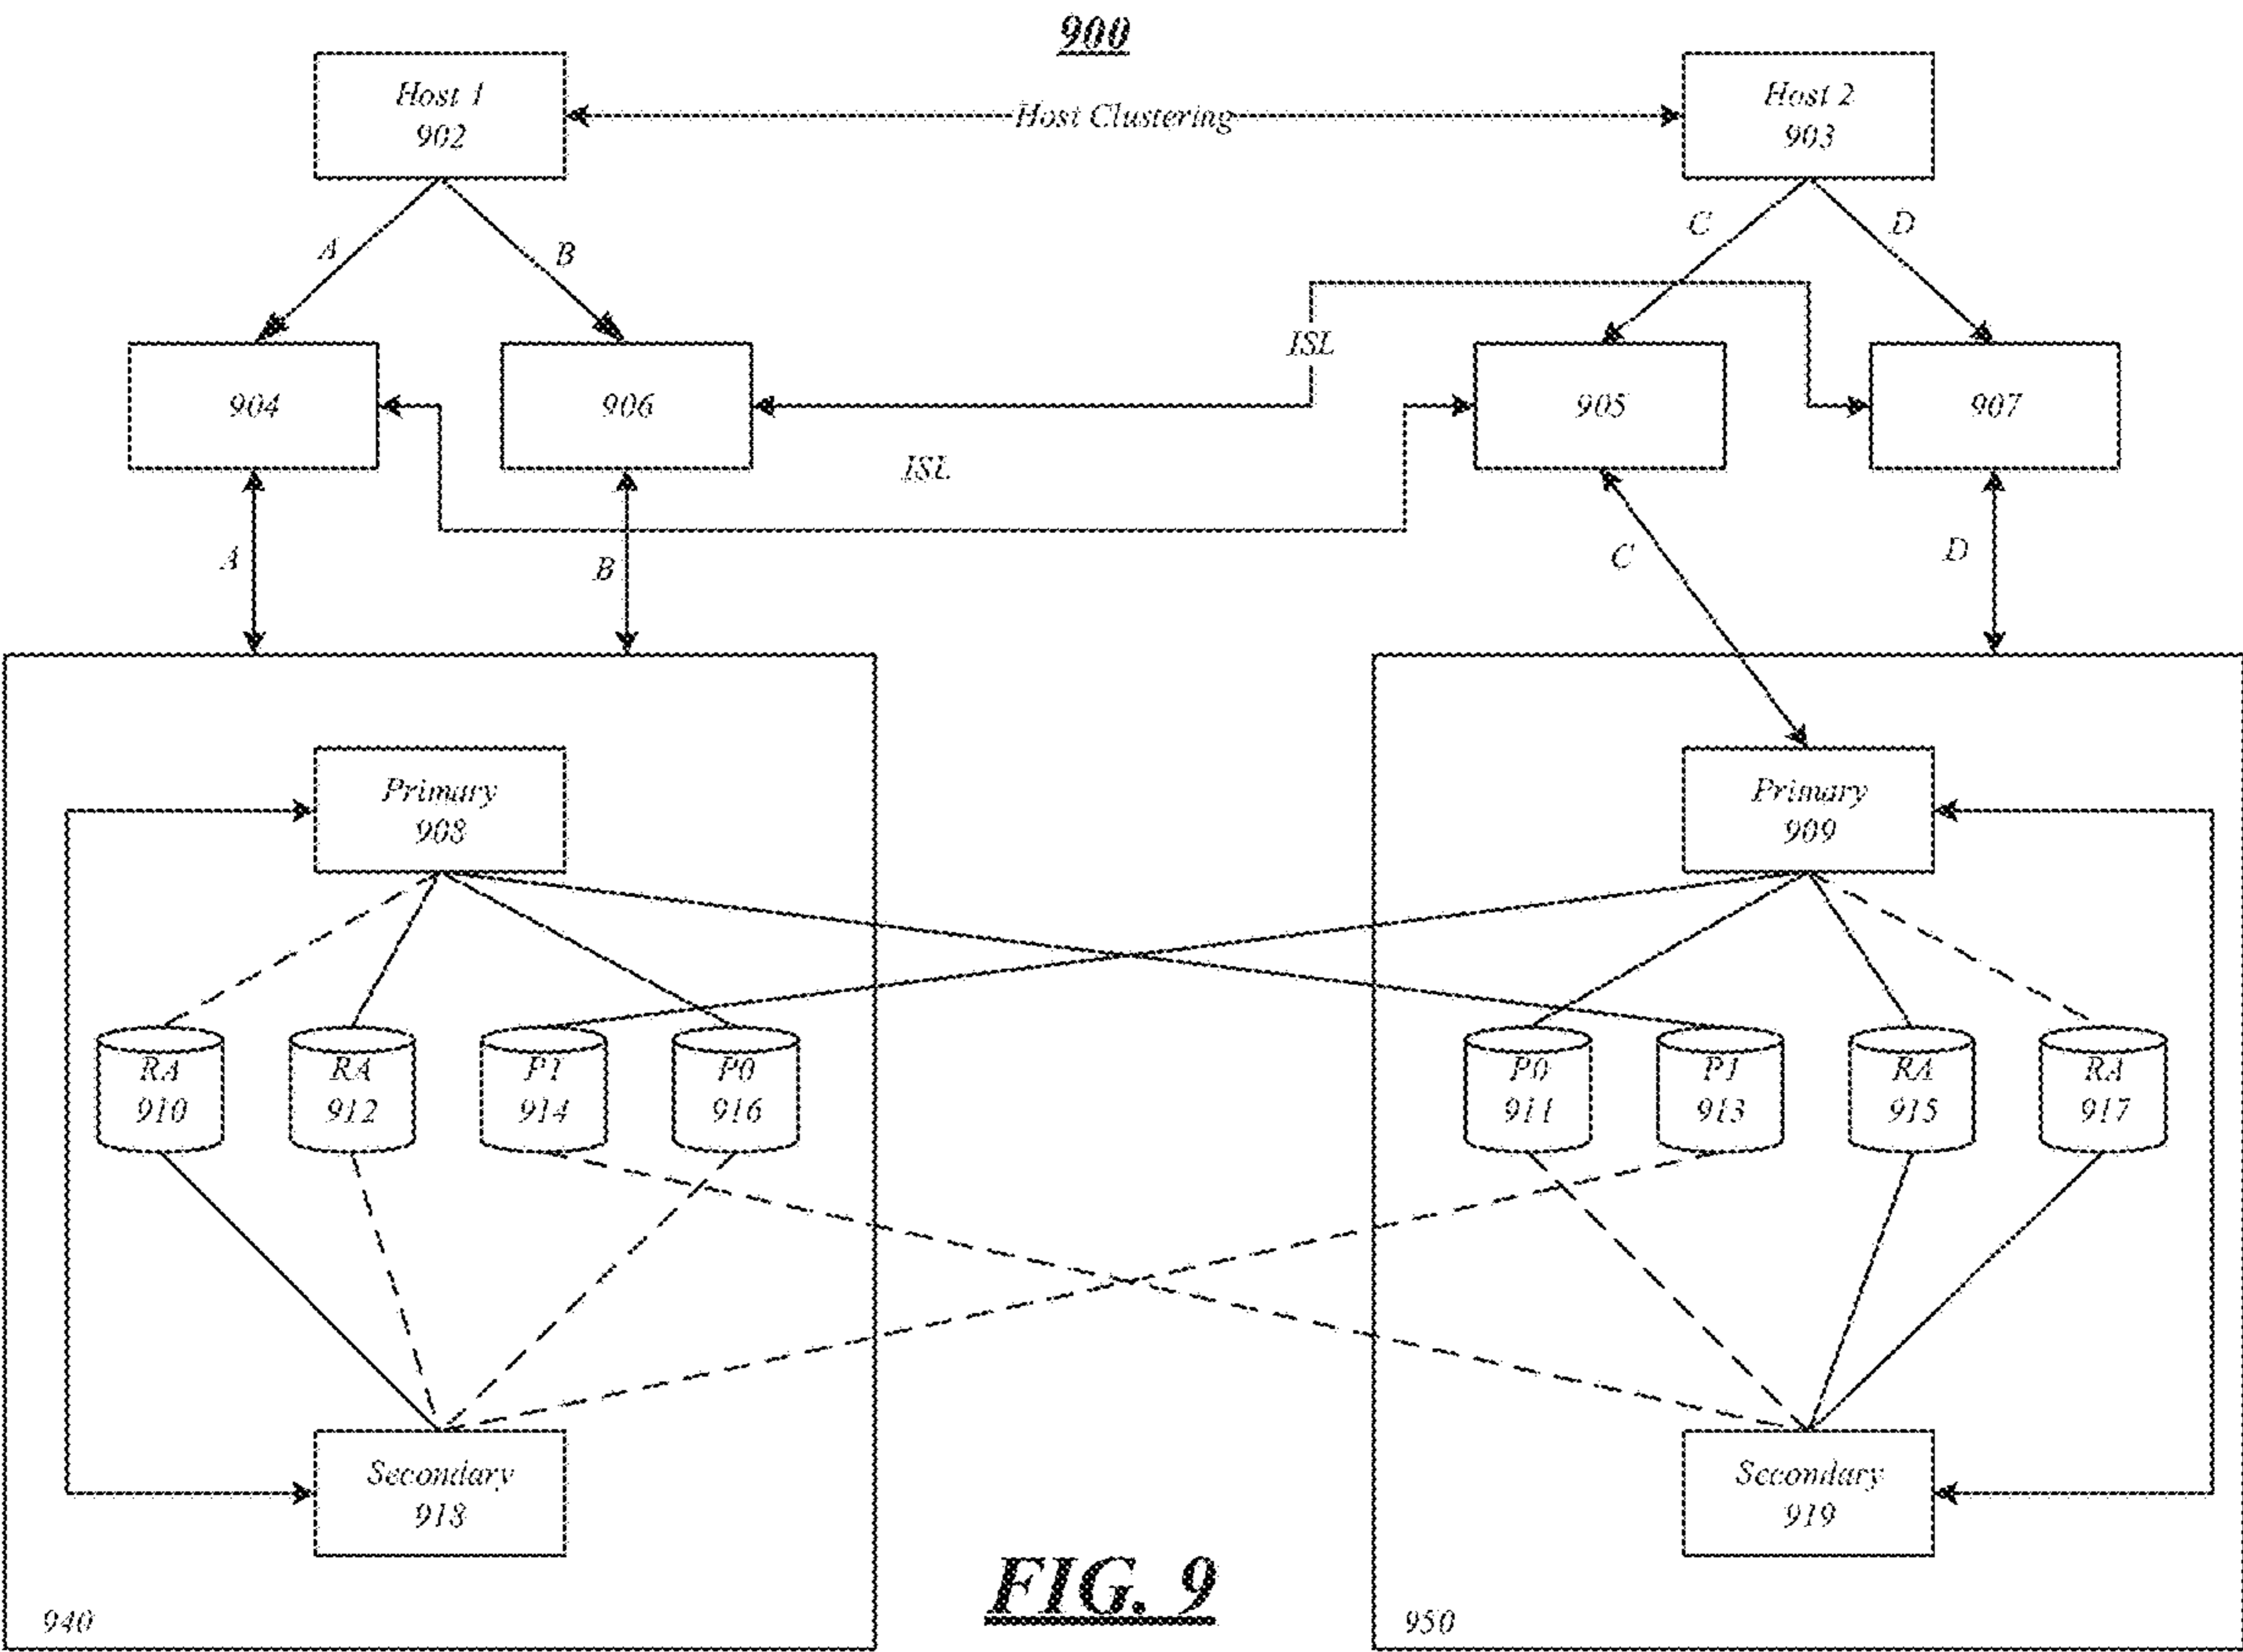 900
Host 1
902
Host Clustering
Host 2
903
A
B
C
D
ISL
904
906
905
907
ISL
A
B
C
D
Primary
908
Primary
909
RA
910
RA
912
P1
914
P0
916
P0
911
P1
913
RA
915
RA
917
Secondary
918
Secondary
919
FIG. 9
940
950